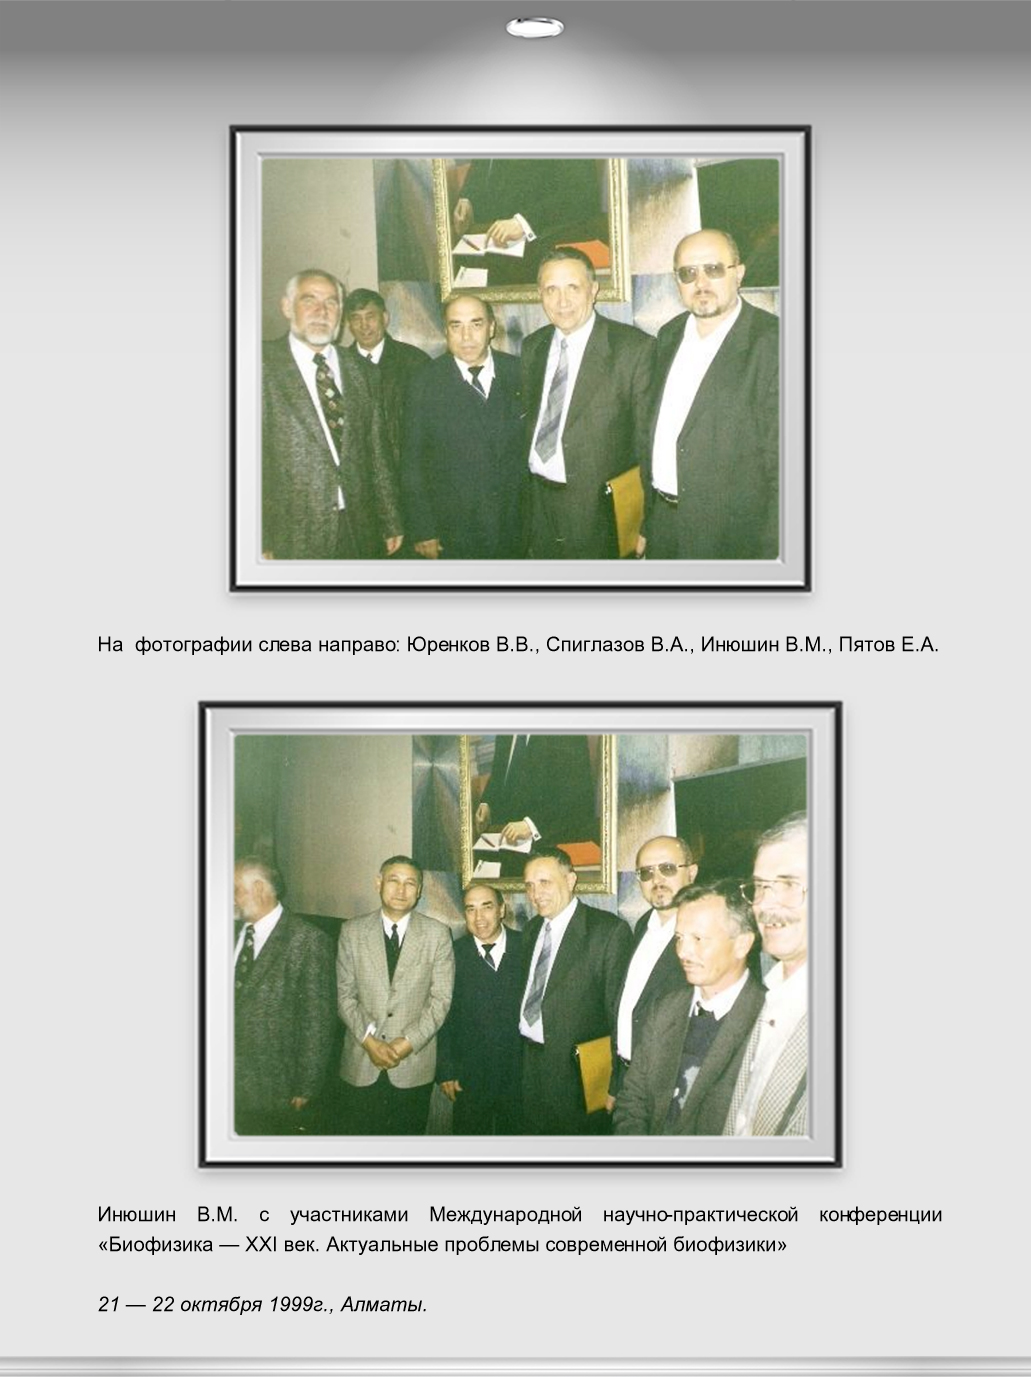 На фотографии слева направо: Юренков В.В., Спиглазов В.А., Инюшин В.М., Пятов Е.А.
Инюшин В.М. с участниками Международной научно-практической конференции
«Биофизика — XXI век. Актуальные проблемы современной биофизики»
21 — 22 октября 1999г., Алматы.